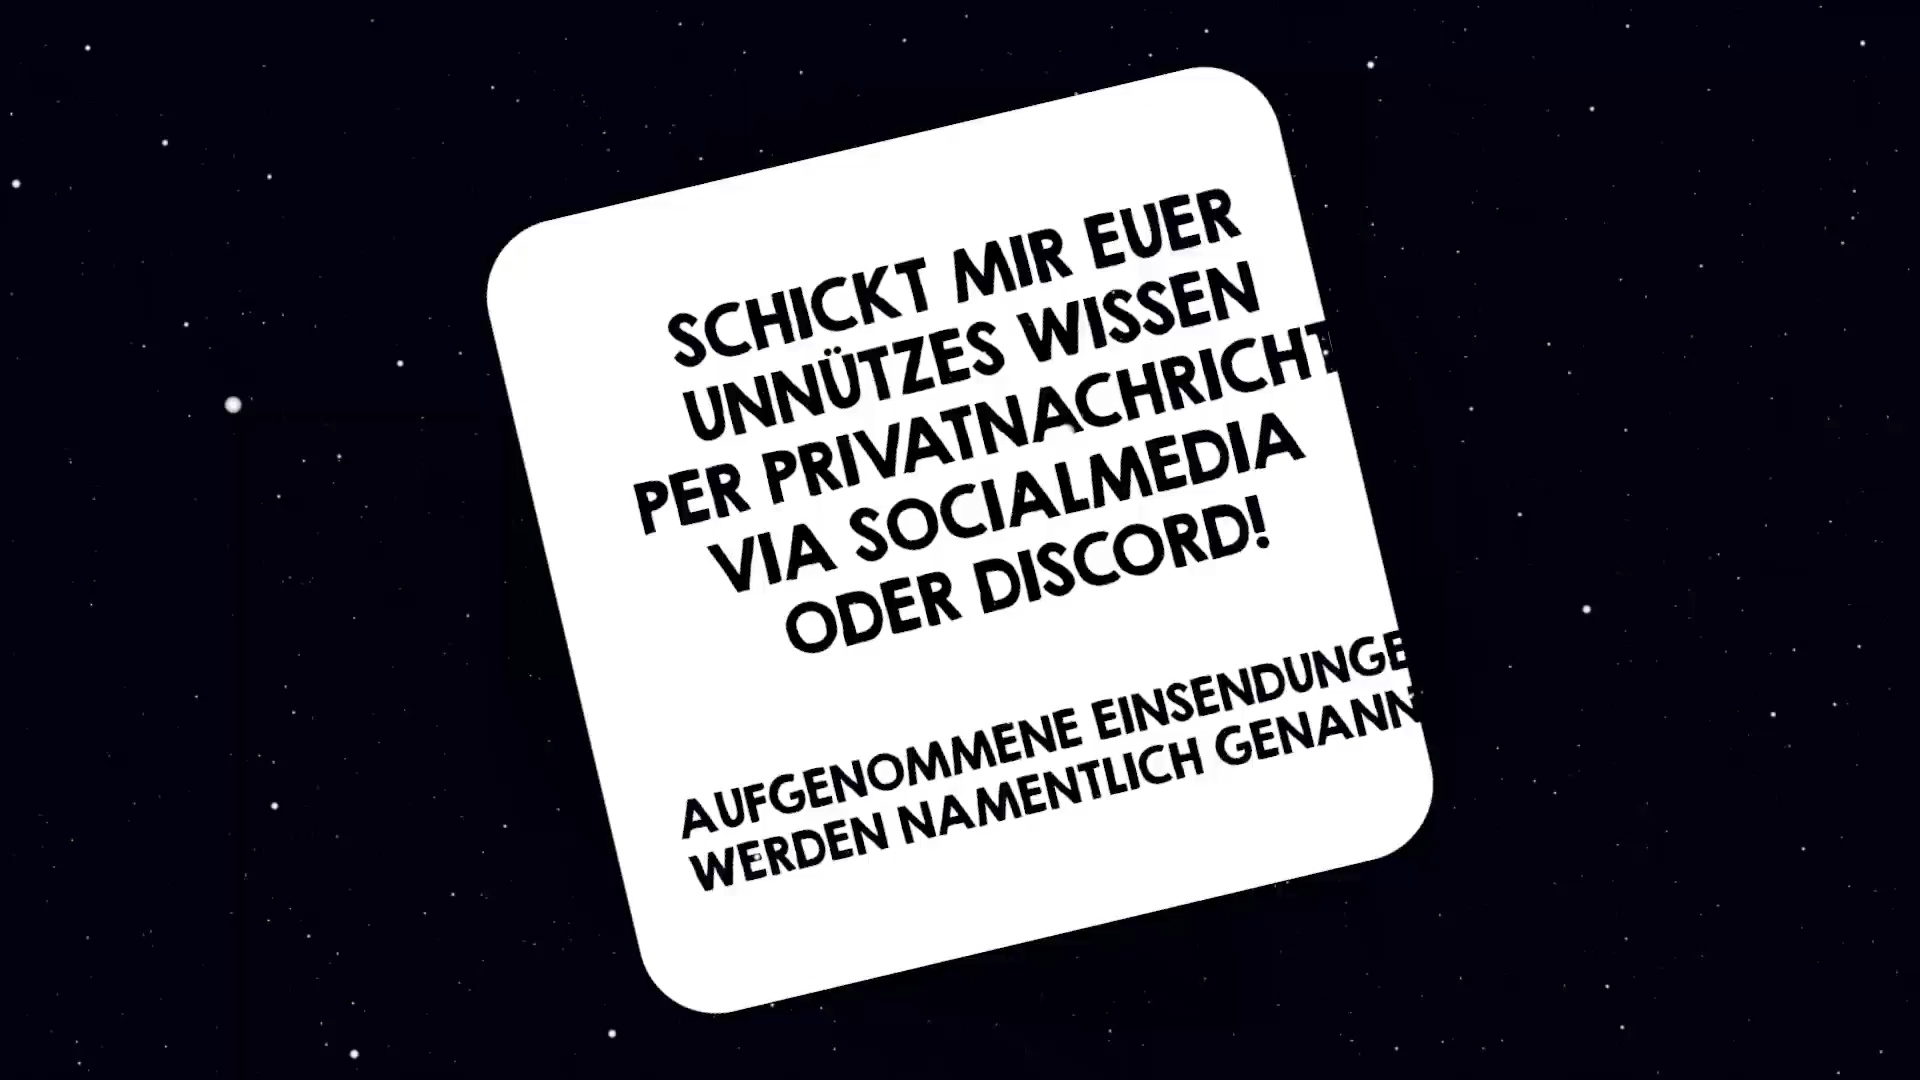 SCHICKT MIR EUER
UNNÜTZES WISSEN
PER PRIVATNACHRICHT
VIA SOCIALMEDIA
ODER DISCORD!
AUFGENOMMENE EINSENDUNGE
WERDEN NAMENTLICH GENANN